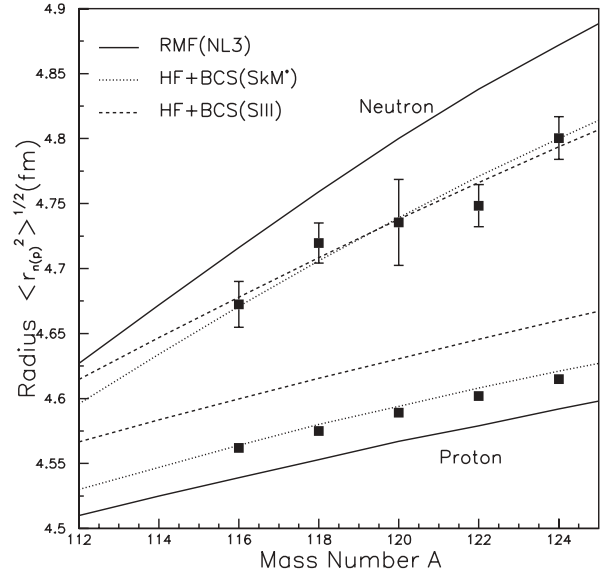 4.9
RMF(NL3)
4.85
HF+BCS(SkM*)
HF+BCS(SIII)
Neutron
4.8
4.75
4.7
4.65
4.6
4.55
Proton
4.5
112 114 116 118 120 122 124
Mass Number A
Radius <r_{n(p)}^2>^{1/2}(fm)